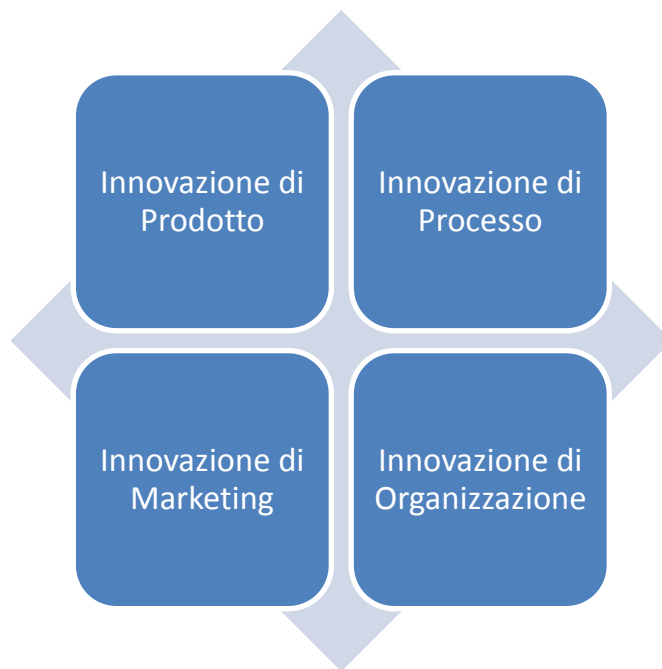 Innovazione di
Prodotto
Innovazione di
Processo
Innovazione di
Marketing
Innovazione di
Organizzazione